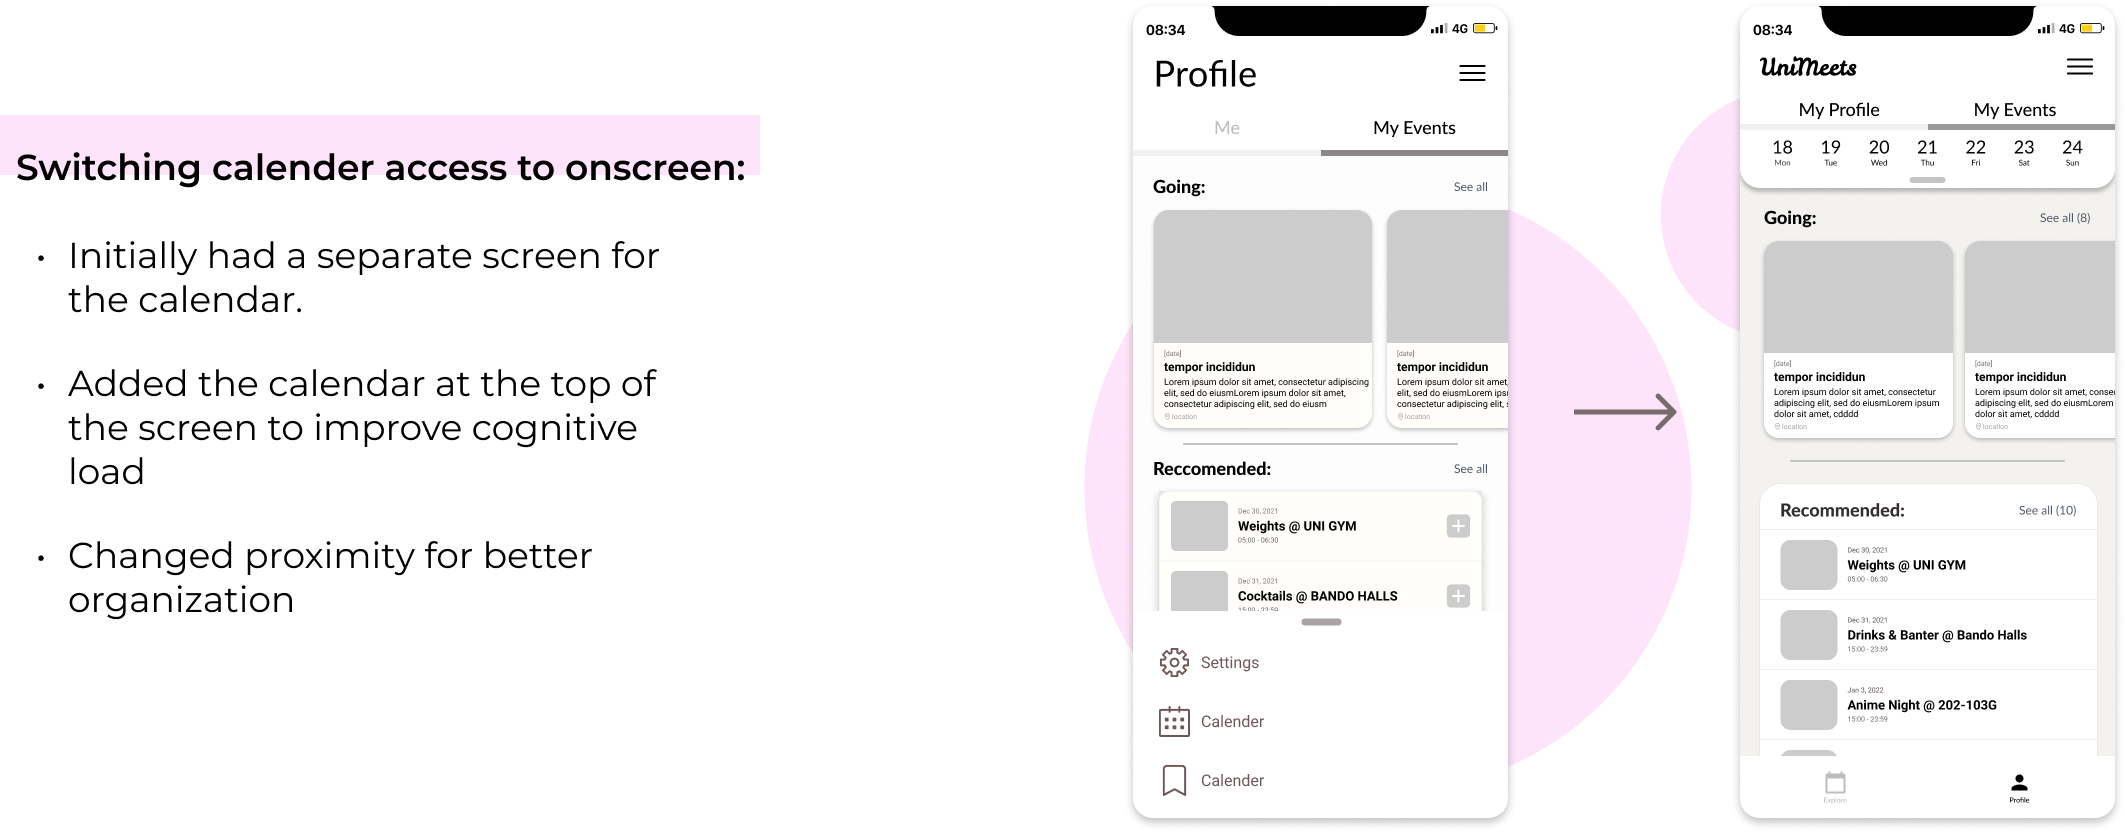 Switching calender access to onscreen:
• Initially had a separate screen for
the calendar.
• Added the calendar at the top of
the screen to improve cognitive
load
• Changed proximity for better
organization
08:34 4G
Profile
Me My Events
Going: See all
[date]
tempor incididun
Lorem ipsum dolor sit amet, consectetur adipiscing
elit, sed do eiusmLorem ipsum dolor sit amet,
consectetur adipiscing elit, sed do eiusm
location
[date]
tempor incididun
Lorem ipsum dolor sit amet,
elit, sed do eiusmLorem ips
consectetur adipiscing elit, s
location
Reccomended: See all
Dec 30, 2021
Weights @ UNI GYM
05:00 - 06:30
Dec 31, 2021
Cocktails @ BANDO HALLS
15:00 - 23:59
Settings
Calender
Calender
08:34 4G
UniMeets
My Profile My Events
18 19 20 21 22 23 24
Mon Tue Wed Thu Fri Sat Sun
Going: See all (8)
[date]
tempor incididun
Lorem ipsum dolor sit amet, consectetur
adipiscing elit, sed do eiusmLorem ipsum
dolor sit amet, cdddd
location
[date]
tempor incididun
Lorem ipsum dolor sit amet, consec
adipiscing elit, sed do eiusmLorem
dolor sit amet, cdddd
location
Recommended: See all (10)
Dec 30, 2021
Weights @ UNI GYM
05:00 - 06:30
Dec 31, 2021
Drinks & Banter @ Bando Halls
15:00 - 23:59
Jan 3, 2022
Anime Night @ 202-103G
15:00 - 23:59
Explore Profile